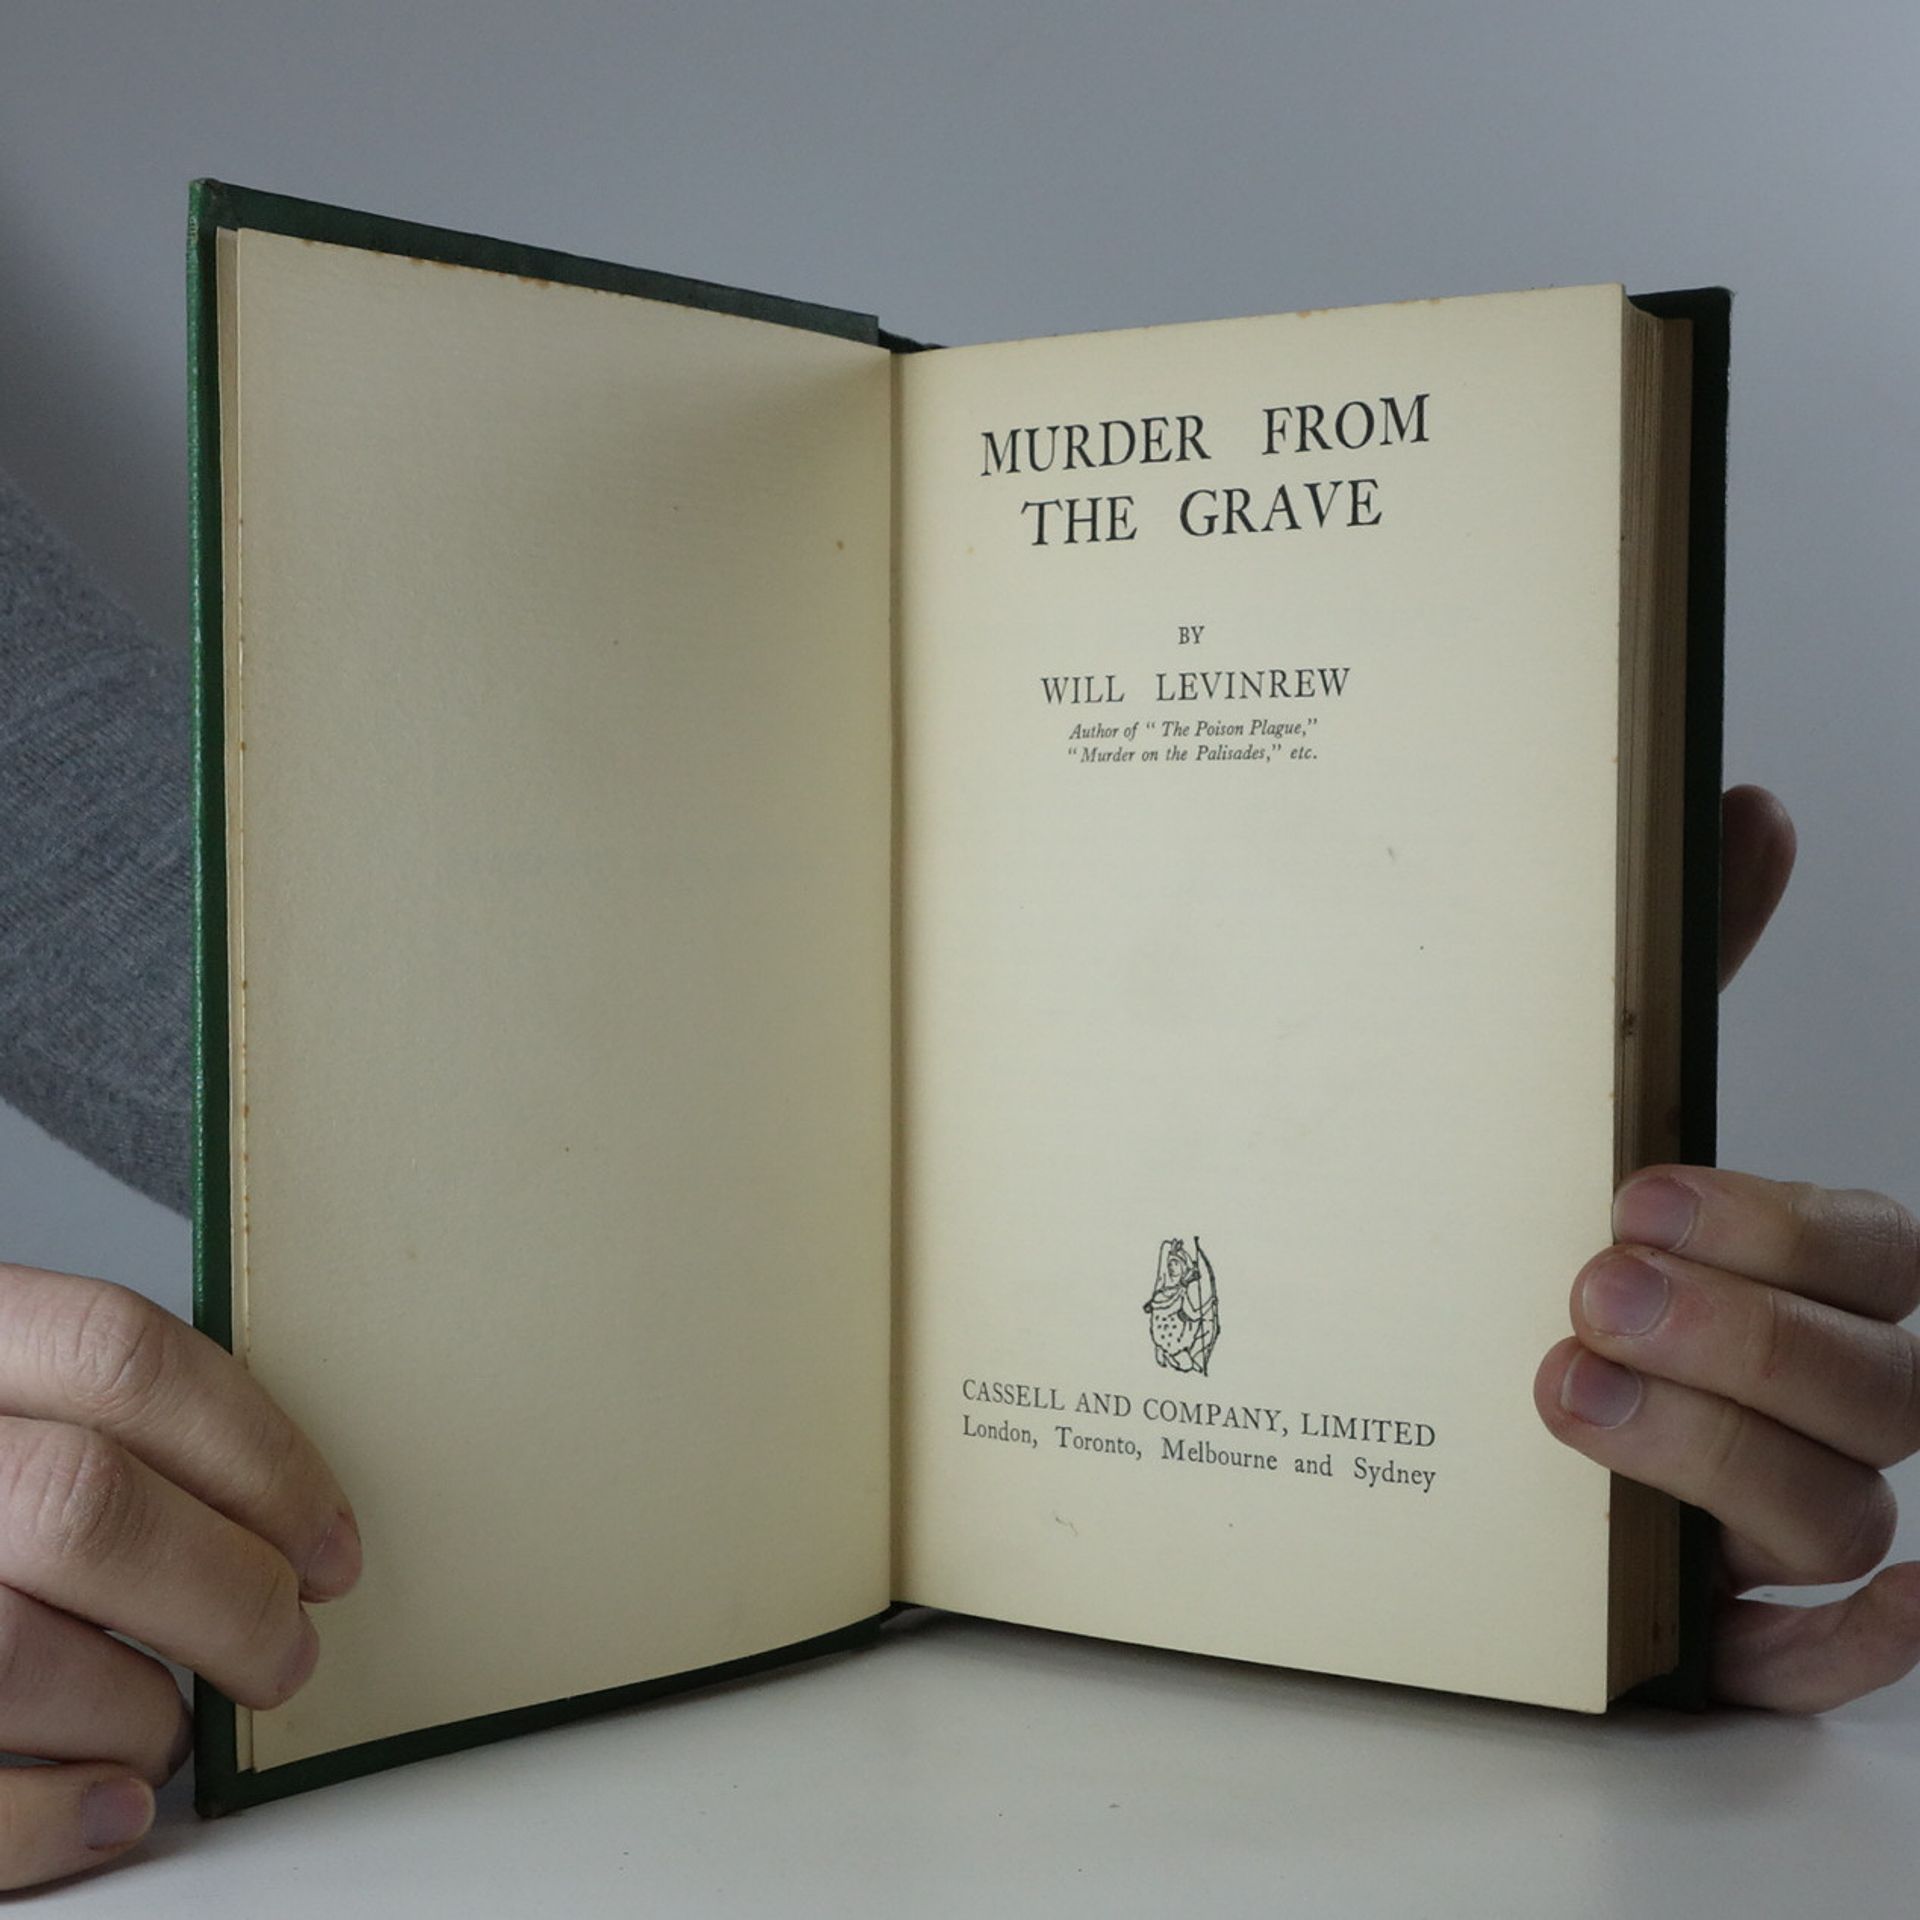 MURDER FROM
THE GRAVE
BY
WILL LEVINREW
Author of “ The Poison Plague,”
“ Murder on the Palisades,” etc.
CASSELL AND COMPANY, LIMITED
London, Toronto, Melbourne and Sydney